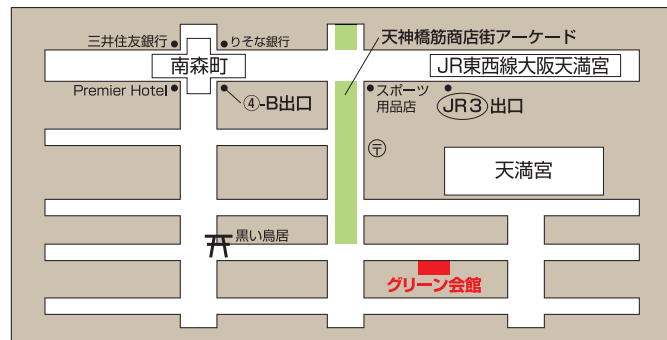 三井住友銀行
りそな銀行
天神橋筋商店街アーケード
南森町
JR東西線大阪天満宮
Premier Hotel
④-B出口
スポーツ
用品店
JR3出口
〒
天満宮
黒い鳥居
グリーン会館